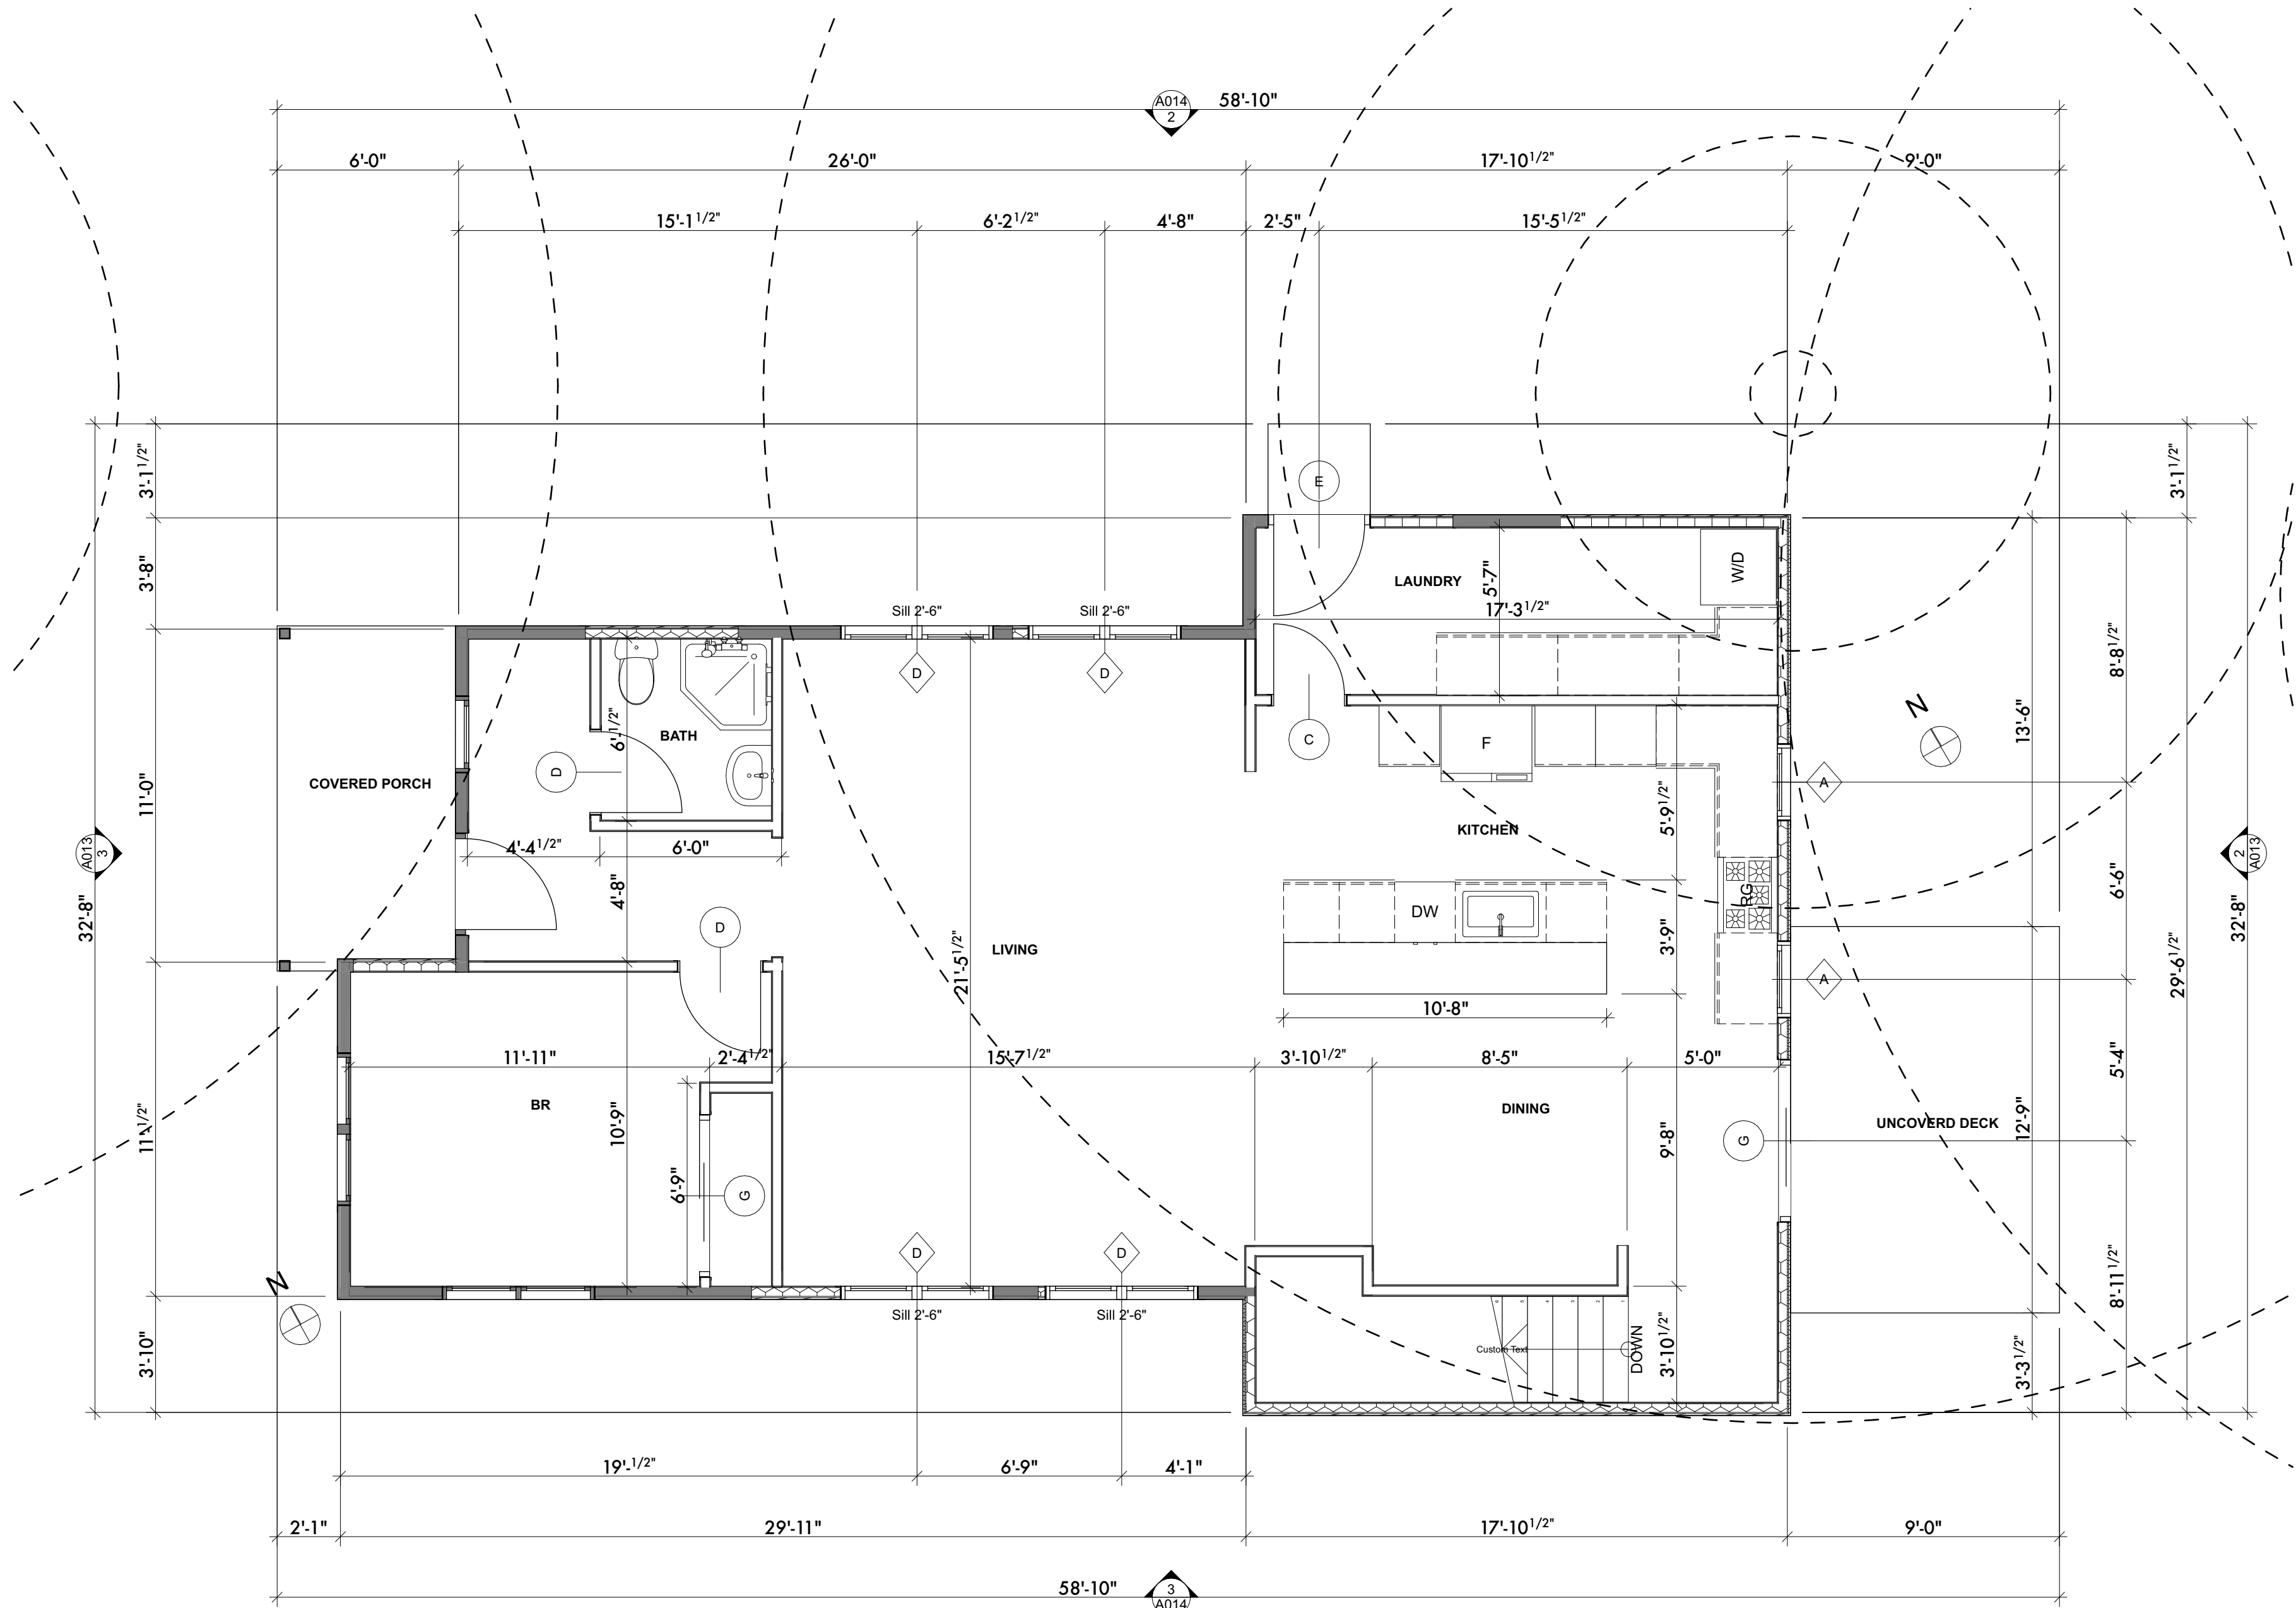 A014
2
58'-10"
6'-0"
26'-0"
17'-10 1/2"
9'-0"
15'-1 1/2"
6'-2 1/2"
4'-8"
2'-5"
15'-5 1/2"
3'-1 1/2"
3'-8"
11'-0"
11'-1/2"
3'-10"
32'-8"
A013
3
E
Sill 2'-6"
Sill 2'-6"
D
D
LAUNDRY
5'-7"
17'-3 1/2"
W/D
C
F
BATH
6'-1/2"
D
COVERED PORCH
4'-4 1/2"
6'-0"
4'-8"
D
LIVING
21'-5 1/2"
KITCHEN
5'-9 1/2"
DW
RG
3'-9"
10'-8"
A
A
N
3'-1 1/2"
8'-8 1/2"
13'-6"
6'-6"
29'-6 1/2"
32'-8"
2
A013
5'-4"
12'-9"
8'-11 1/2"
3'-3 1/2"
11'-11"
2'-4 1/2"
15'-7 1/2"
3'-10 1/2"
8'-5"
5'-0"
BR
10'-9"
6'-9"
G
DINING
9'-8"
G
UNCOVERD DECK
D
D
Sill 2'-6"
Sill 2'-6"
N
6
5
4
3
2
1
Custom Text
DOWN
3'-10 1/2"
19'-1/2"
6'-9"
4'-1"
2'-1"
29'-11"
17'-10 1/2"
9'-0"
58'-10"
3
A014